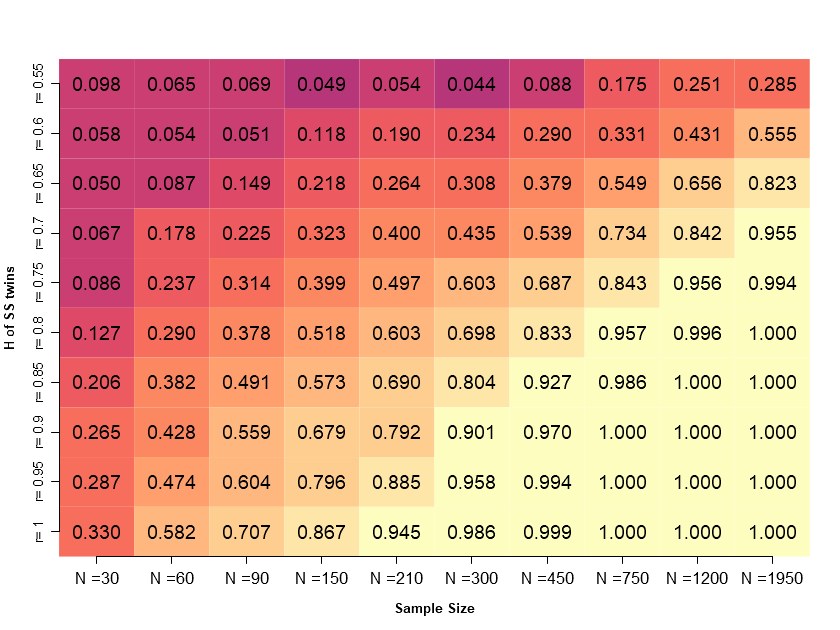 r= 0.55 0.098 0.065 0.069 0.049 0.054 0.044 0.088 0.175 0.251 0.285
r= 0.6 0.058 0.054 0.051 0.118 0.190 0.234 0.290 0.331 0.431 0.555
r= 0.65 0.050 0.087 0.149 0.218 0.264 0.308 0.379 0.549 0.656 0.823
r= 0.7 0.067 0.178 0.225 0.323 0.400 0.435 0.539 0.734 0.842 0.955
r= 0.75 0.086 0.237 0.314 0.399 0.497 0.603 0.687 0.843 0.956 0.994
r= 0.8 0.127 0.290 0.378 0.518 0.603 0.698 0.833 0.957 0.996 1.000
r= 0.85 0.206 0.382 0.491 0.573 0.690 0.804 0.927 0.986 1.000 1.000
r= 0.9 0.265 0.428 0.559 0.679 0.792 0.901 0.970 1.000 1.000 1.000
r= 0.95 0.287 0.474 0.604 0.796 0.885 0.958 0.994 1.000 1.000 1.000
r= 1 0.330 0.582 0.707 0.867 0.945 0.986 0.999 1.000 1.000 1.000
H of SS twins
N =30 N =60 N =90 N =150 N =210 N =300 N =450 N =750 N =1200 N =1950
Sample Size